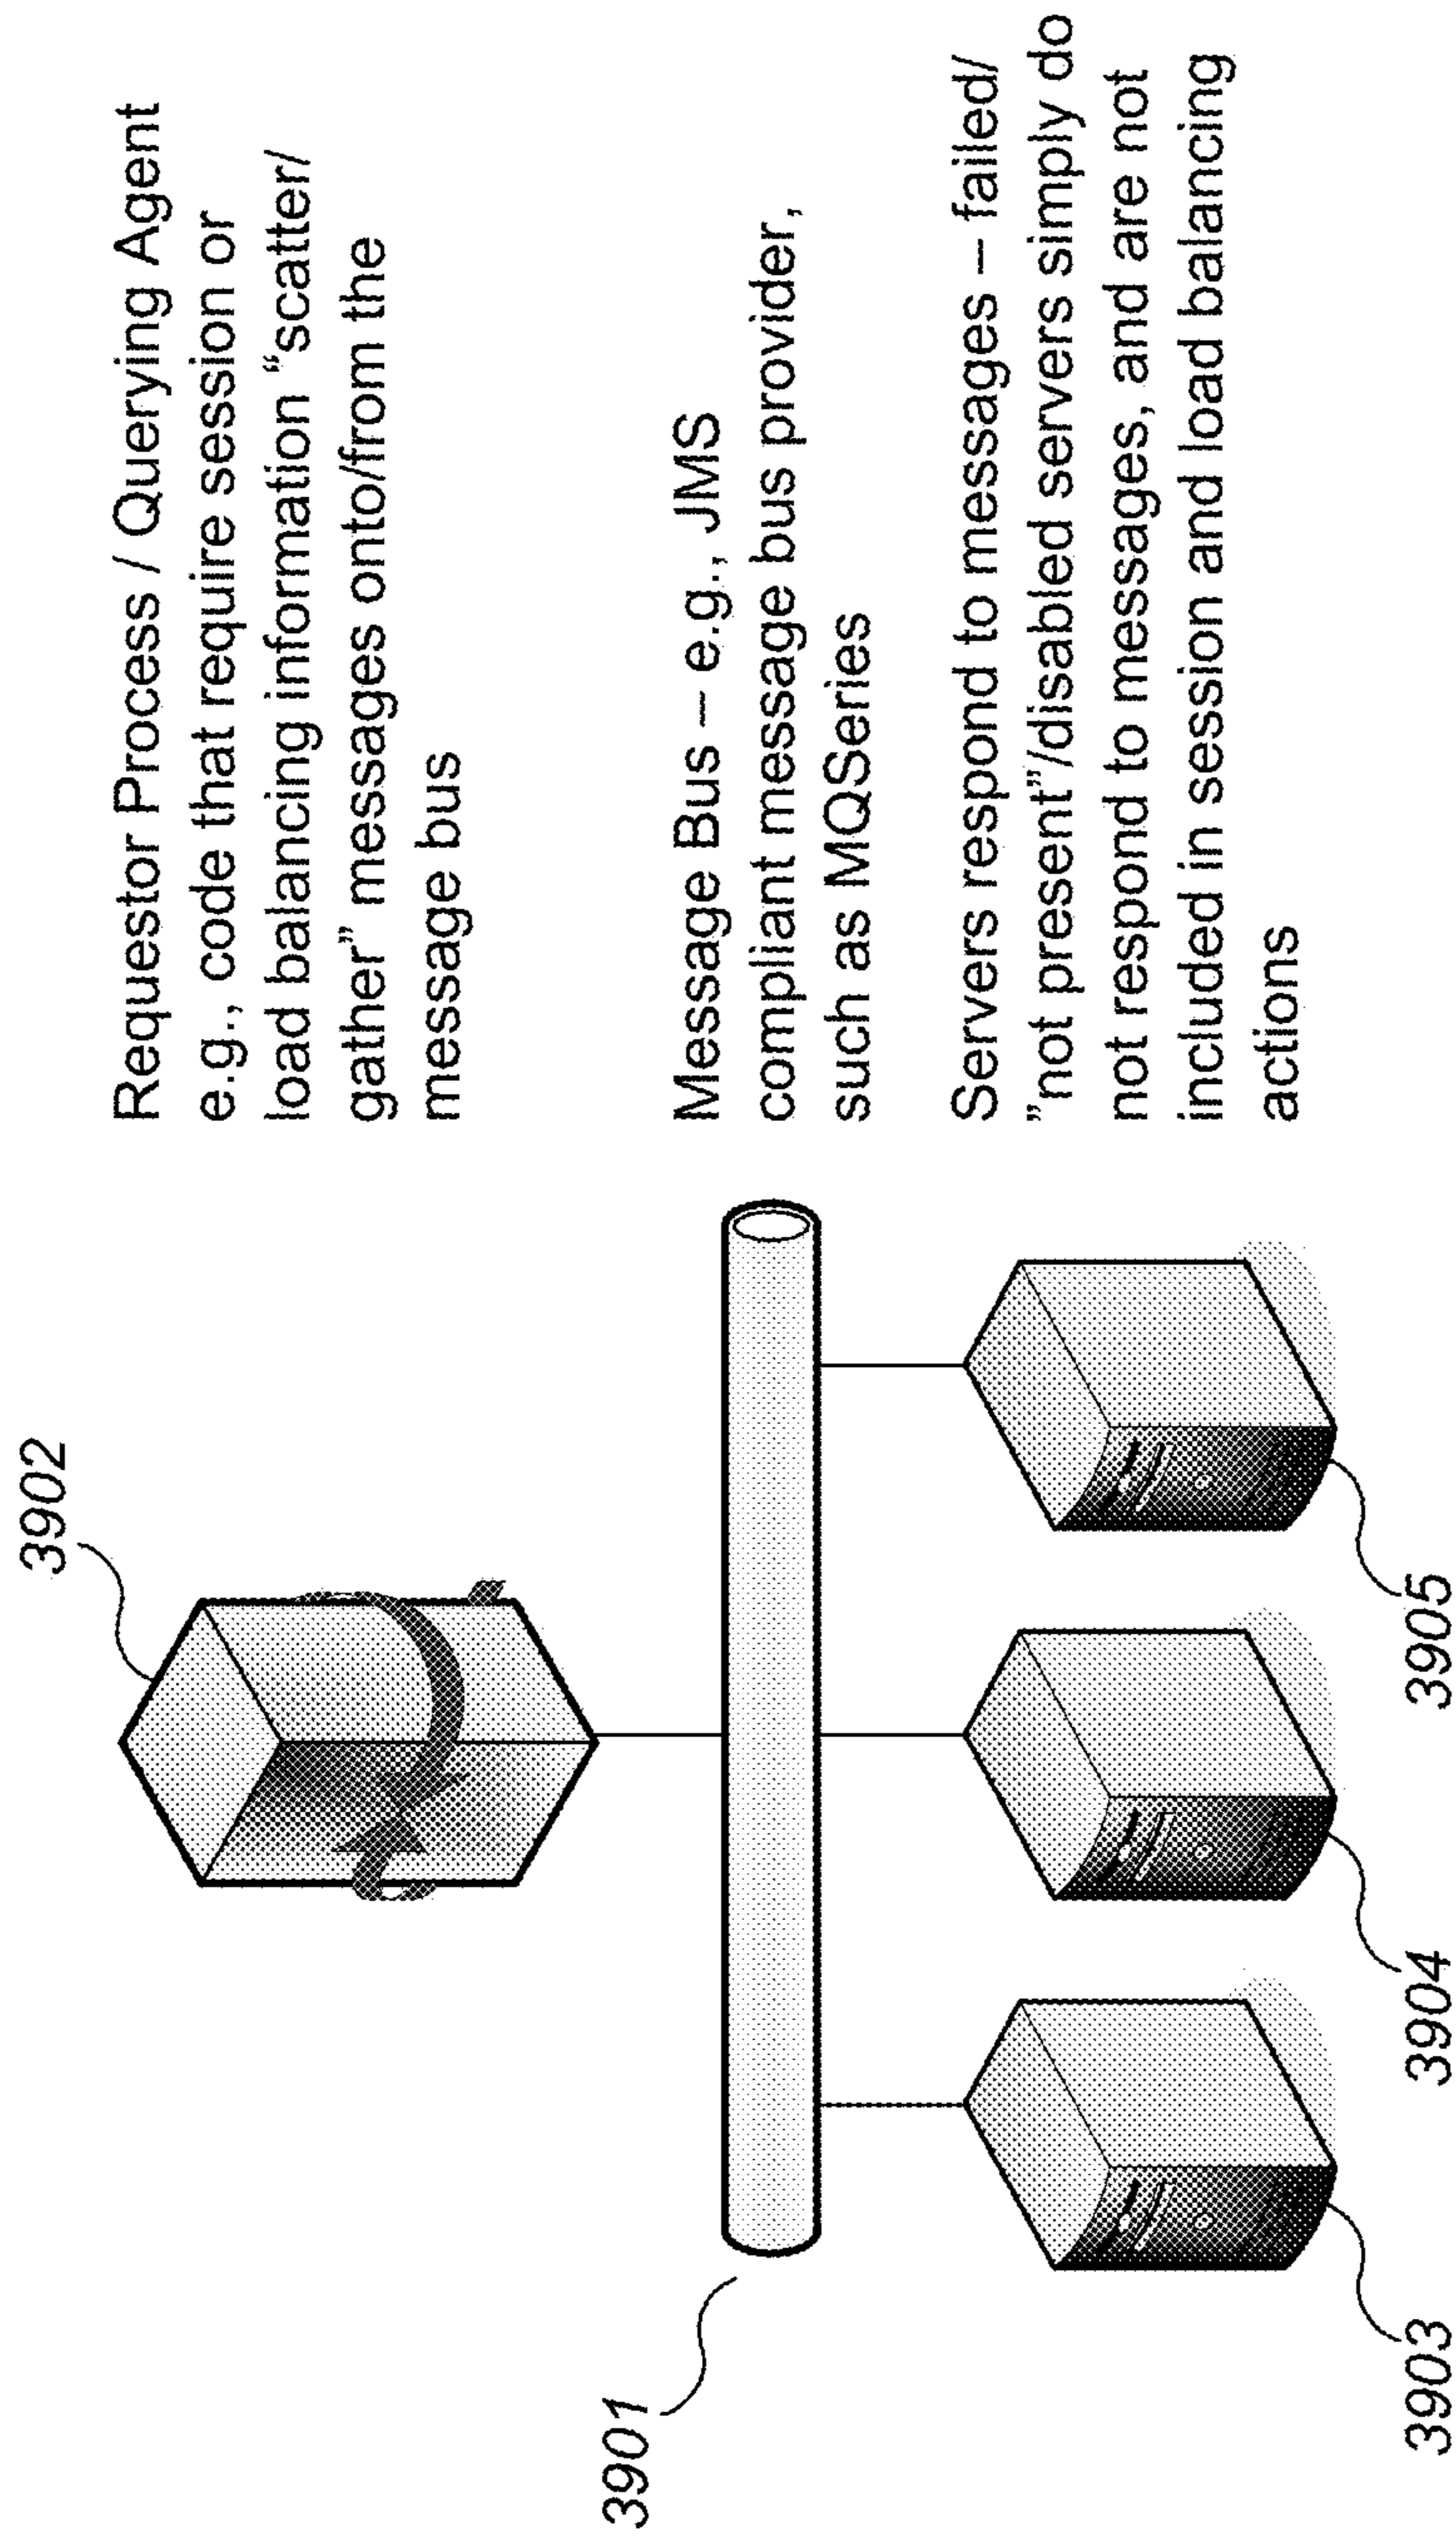 3902
Requestor Process / Querying Agent
e.g., code that require session or
load balancing information “scatter/
gather” messages onto/from the
message bus
3901
Message Bus – e.g., JMS
compliant message bus provider,
such as MQSeries
Servers respond to messages – failed/
”not present”/disabled servers simply do
not respond to messages, and are not
included in session and load balancing
actions
3903
3904
3905